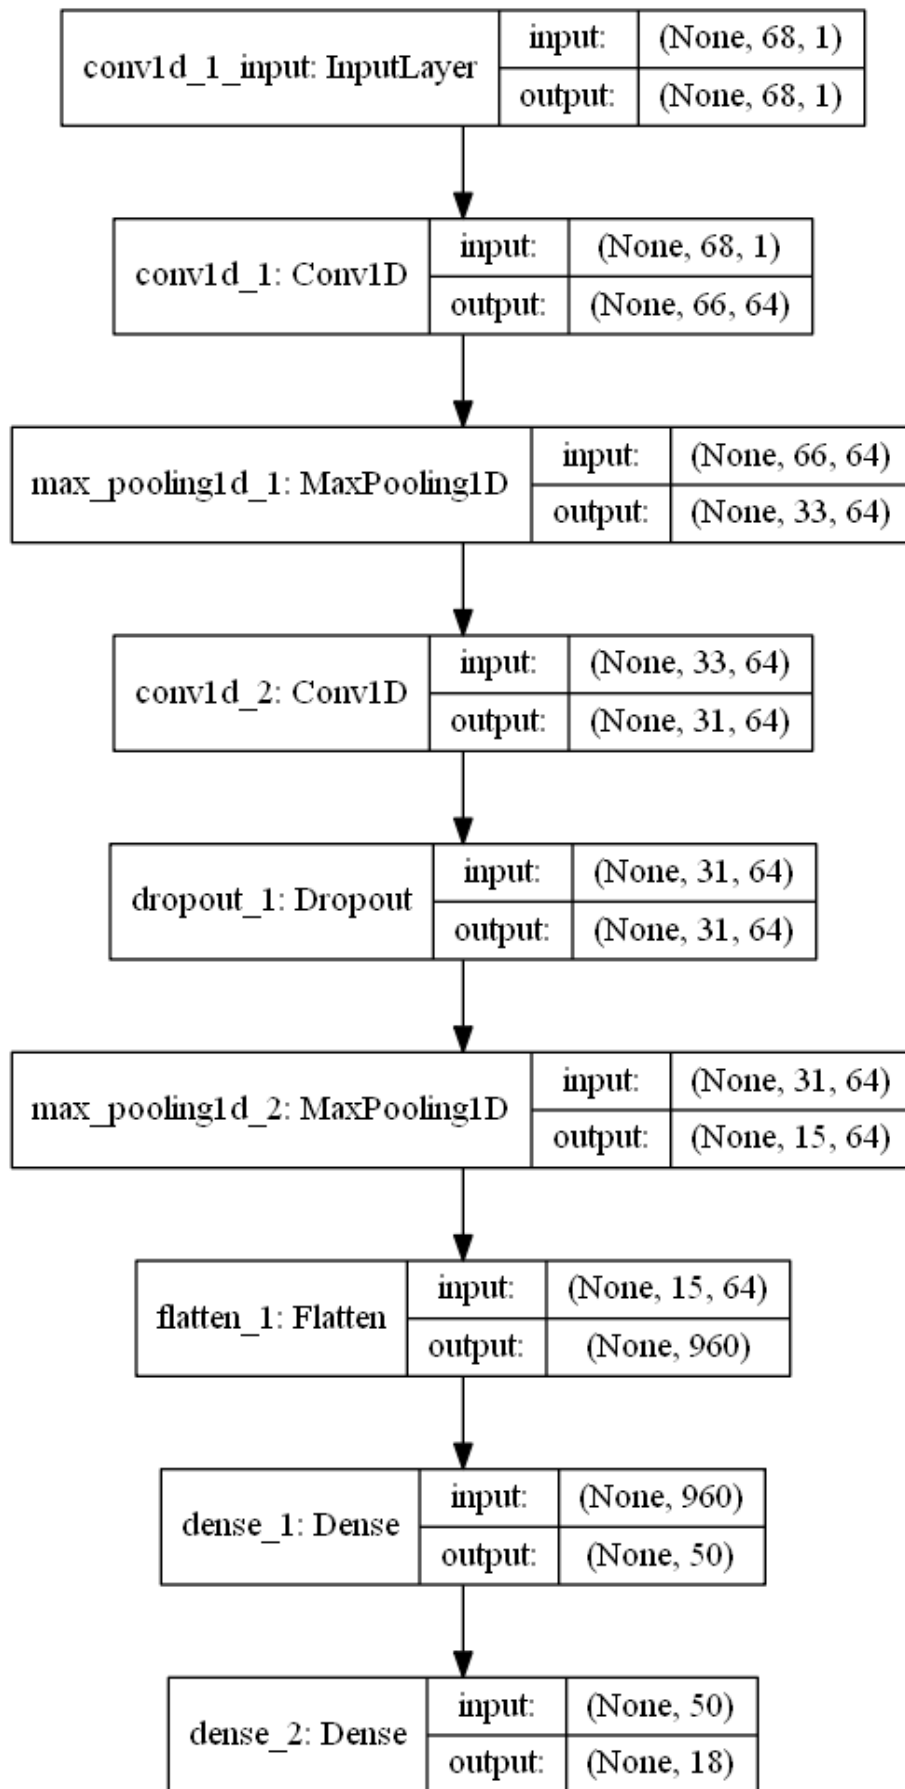 conv1d_1_input: InputLayer
input: (None, 68, 1)
output: (None, 68, 1)
conv1d_1: Conv1D
input: (None, 68, 1)
output: (None, 66, 64)
max_pooling1d_1: MaxPooling1D
input: (None, 66, 64)
output: (None, 33, 64)
conv1d_2: Conv1D
input: (None, 33, 64)
output: (None, 31, 64)
dropout_1: Dropout
input: (None, 31, 64)
output: (None, 31, 64)
max_pooling1d_2: MaxPooling1D
input: (None, 31, 64)
output: (None, 15, 64)
flatten_1: Flatten
input: (None, 15, 64)
output: (None, 960)
dense_1: Dense
input: (None, 960)
output: (None, 50)
dense_2: Dense
input: (None, 50)
output: (None, 18)